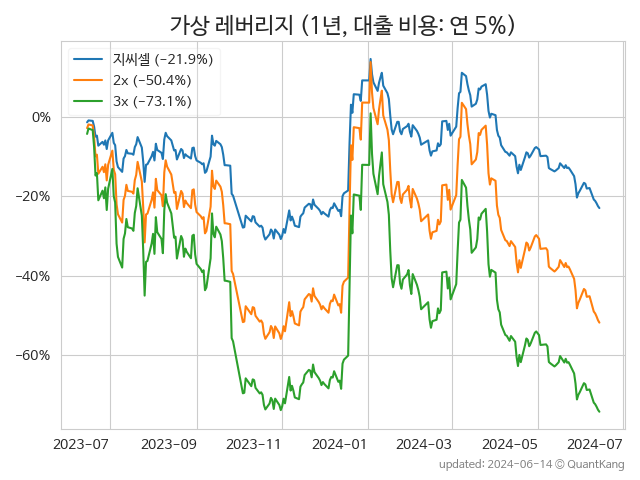 가상 레버리지 (1년, 대출 비용: 연 5%)
지씨셀 (−21.9%)
2x (−50.4%)
3x (−73.1%)
0%
−20%
−40%
−60%
2023−07 2023−09 2023−11 2024−01 2024−03 2024−05 2024−07
updated: 2024-06-14 © QuantKang